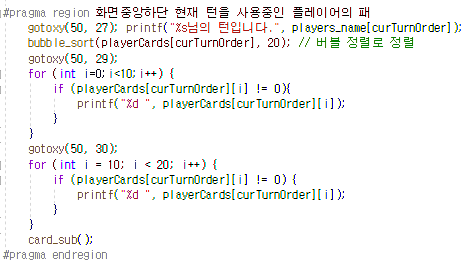 #pragma region 화면중앙하단 현재 턴을 사용중인 플레이어의 패
gotoxy(50, 27); printf("%s님의 턴입니다.", players_name[curTurnOrder]);
bubble_sort(playerCards[curTurnOrder], 20); // 버블 정렬로 정렬
gotoxy(50, 29);
for (int i=0; i<10; i++) {
if (playerCards[curTurnOrder][i] != 0){
printf("%d ", playerCards[curTurnOrder][i]);
}
}
gotoxy(50, 30);
for (int i = 10; i < 20; i++) {
if (playerCards[curTurnOrder][i] != 0) {
printf("%d ", playerCards[curTurnOrder][i]);
}
}
card_sub();
#pragma endregion